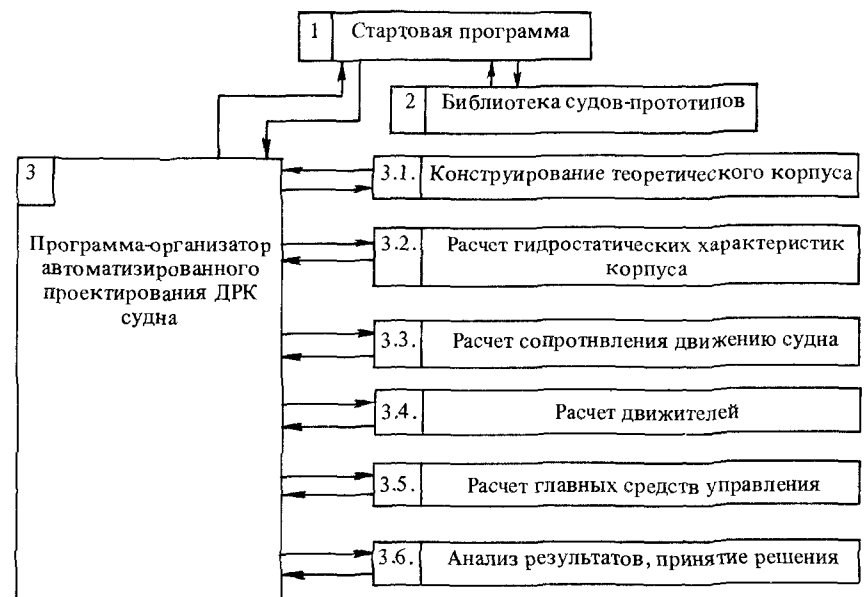 1 Стартовая программа
2 Библиотека судов-прототипов
3
Программа-организатор
автоматизированного
проектирования ДРК
судна
3.1. Конструирование теоретического корпуса
3.2. Расчет гидростатических характеристик
корпуса
3.3. Расчет сопротивления движению судна
3.4. Расчет движителей
3.5. Расчет главных средств управления
3.6. Анализ результатов, принятие решения